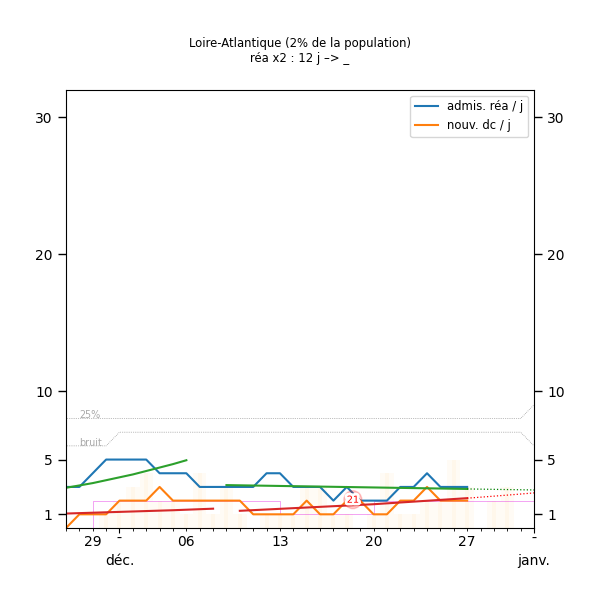 Loire-Atlantique (2% de la population)
réa x2 : 12 j –> _
admis. réa / j
nouv. dc / j
30
30
20
20
10
10
25%
bruit
5
5
21
1
1
29
-
06
13
20
27
-
déc.
janv.